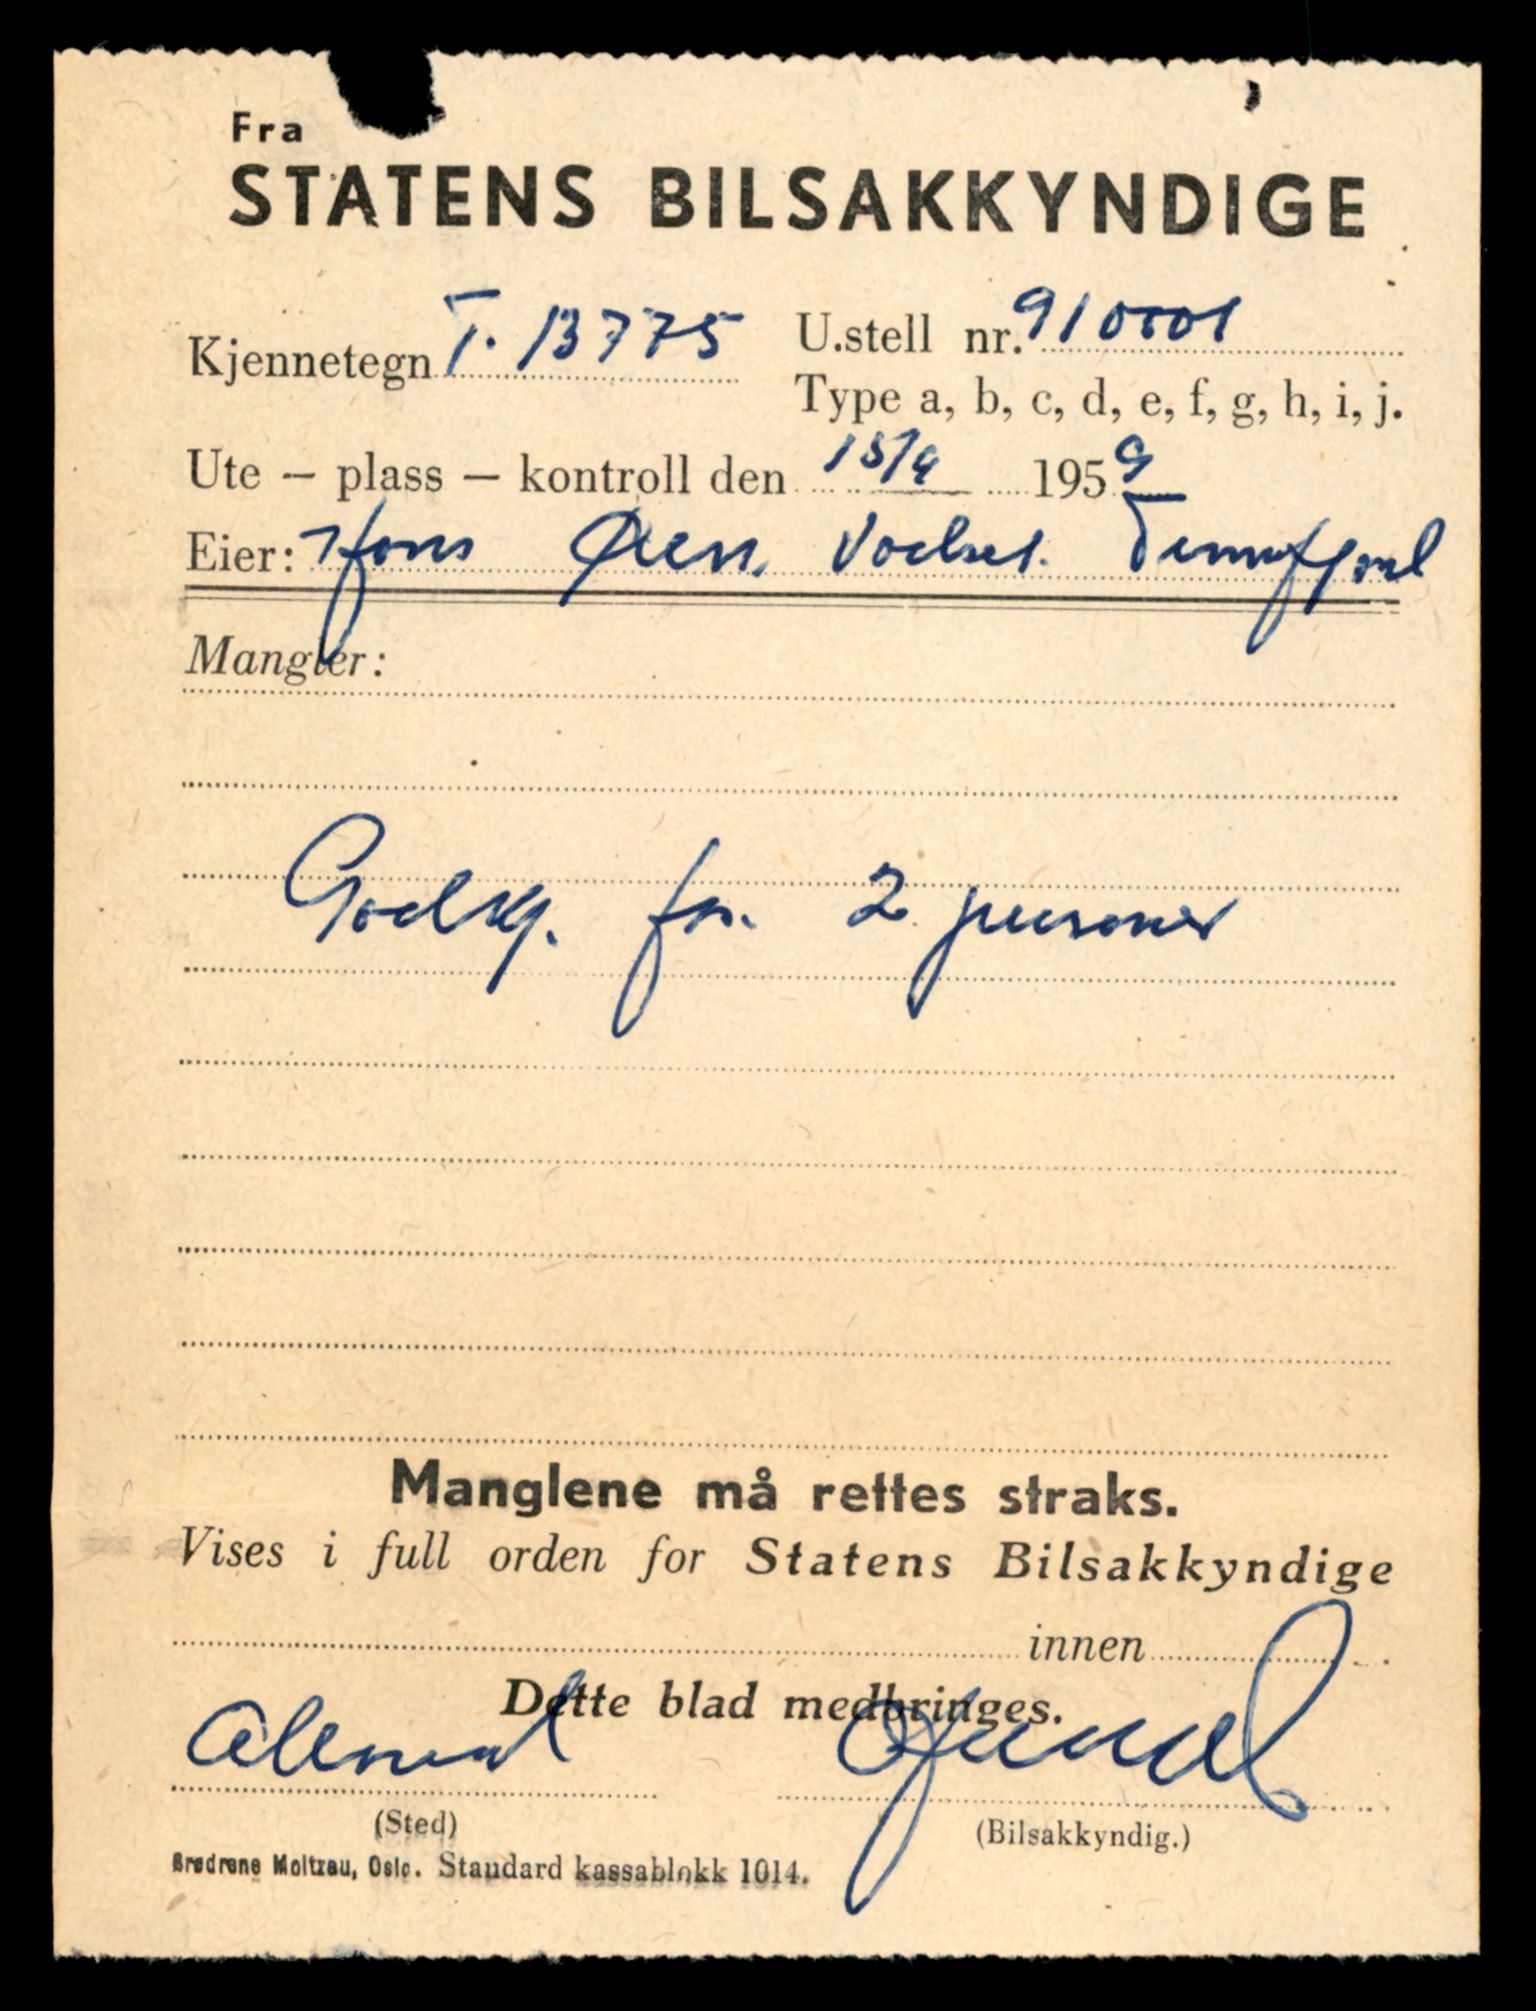 Fra
STATENS BILSAKKYNDIGE
Kjennetegn T. 13775
U.stell nr. 910001
Type a, b, c, d, e, f, g, h, i, j.
Ute – plass – kontroll den 15/9 1959
Eier:
Mangler:
Godkj. for 2 personer
Manglene må rettes straks.
Vises i full orden for Statens Bilsakkyndige
innen
Dette blad medbringes.
(Sted)
(Bilsakkyndig.)
Brødrene Moltzau, Oslo. Standard kassablokk 1014.